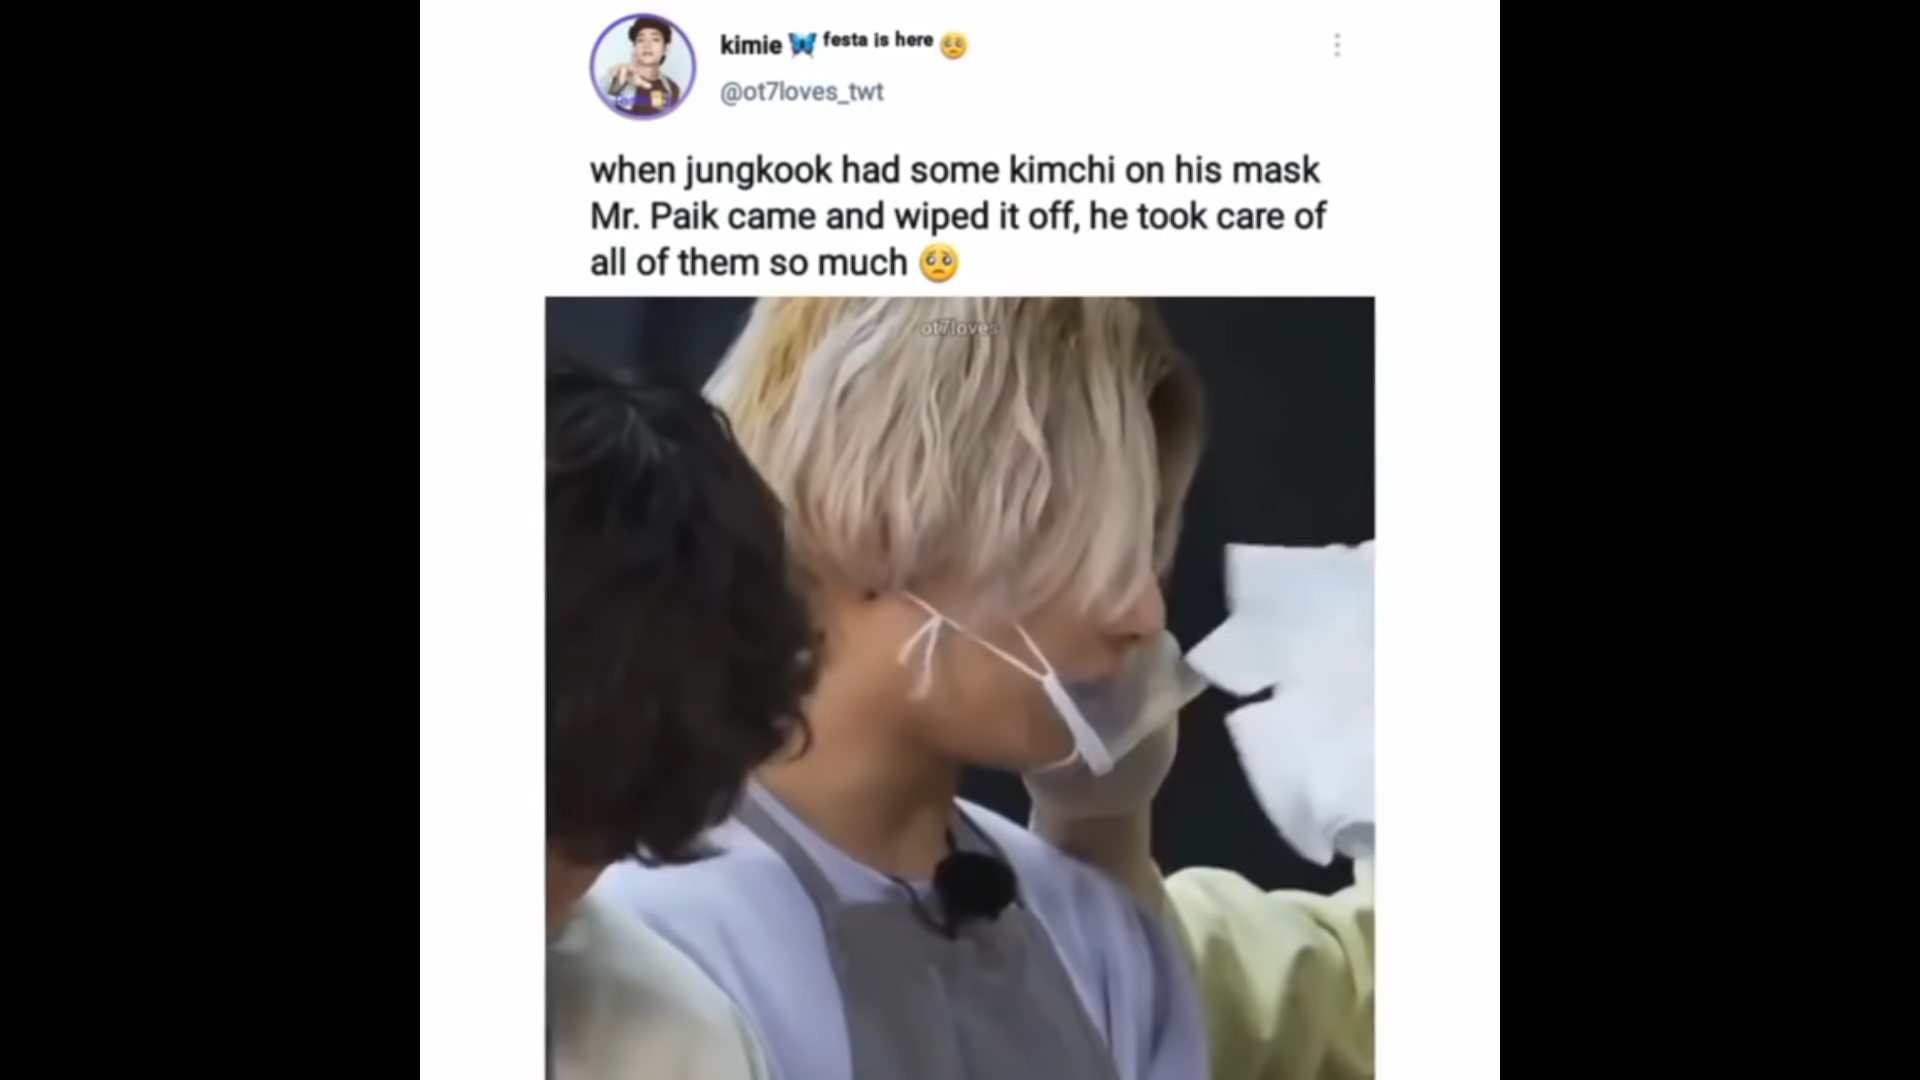 kimie 🦋 festa is here 🥺
@ot7loves_twt
when jungkook had some kimchi on his mask
Mr. Paik came and wiped it off, he took care of
all of them so much 🥺
ot7loves